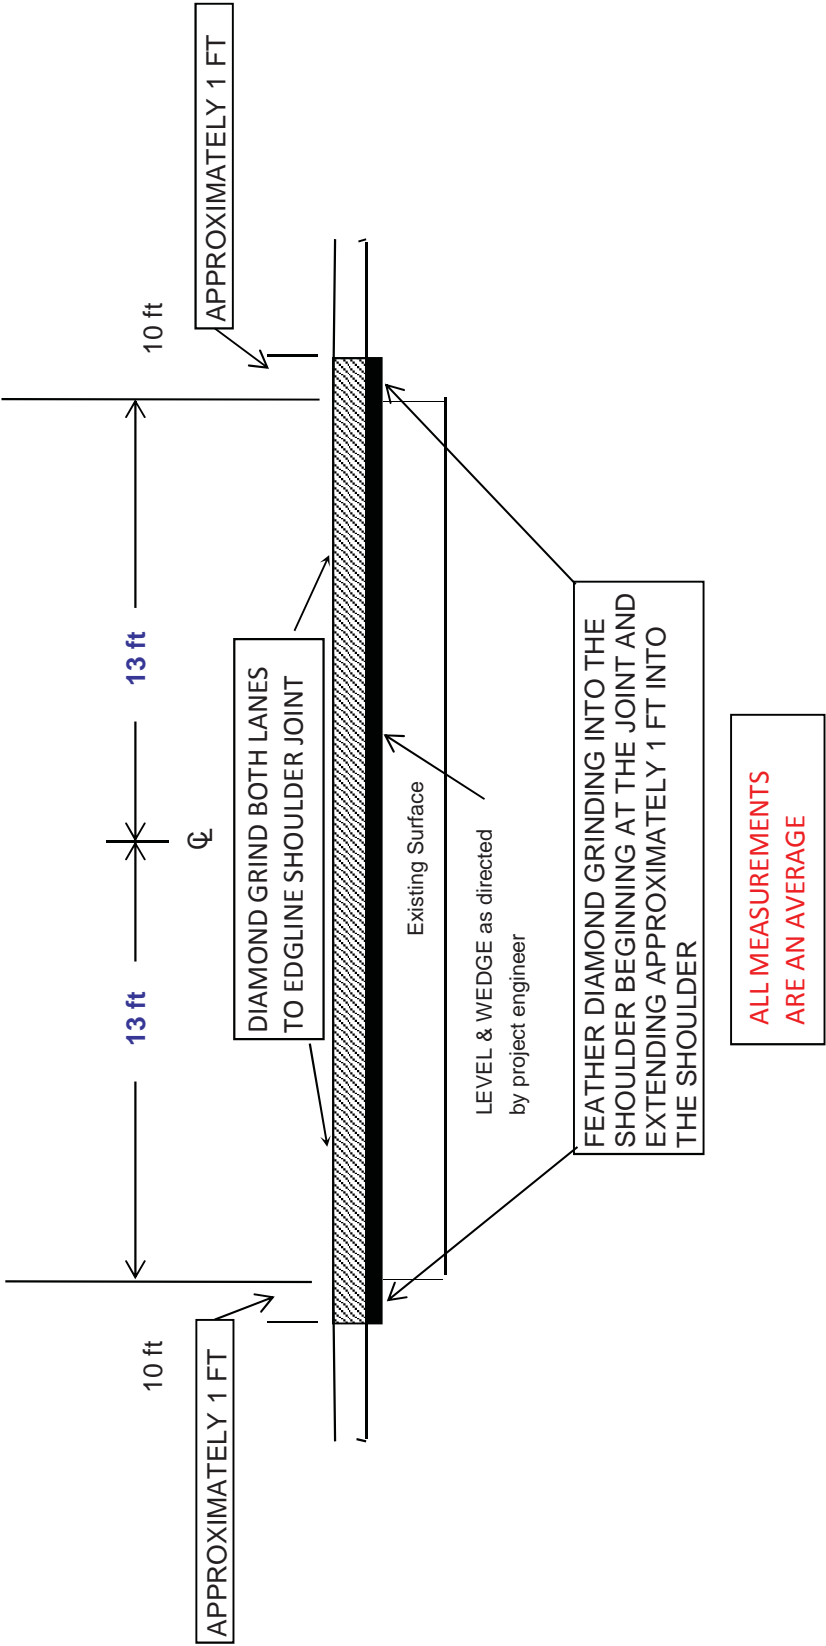 APPROXIMATELY 1 FT
10 ft
13 ft
℄
13 ft
10 ft
APPROXIMATELY 1 FT
DIAMOND GRIND BOTH LANES
TO EDGLINE SHOULDER JOINT
Existing Surface
LEVEL & WEDGE as directed
by project engineer
FEATHER DIAMOND GRINDING INTO THE
SHOULDER BEGINNING AT THE JOINT AND
EXTENDING APPROXIMATELY 1 FT INTO
THE SHOULDER
ALL MEASUREMENTS
ARE AN AVERAGE